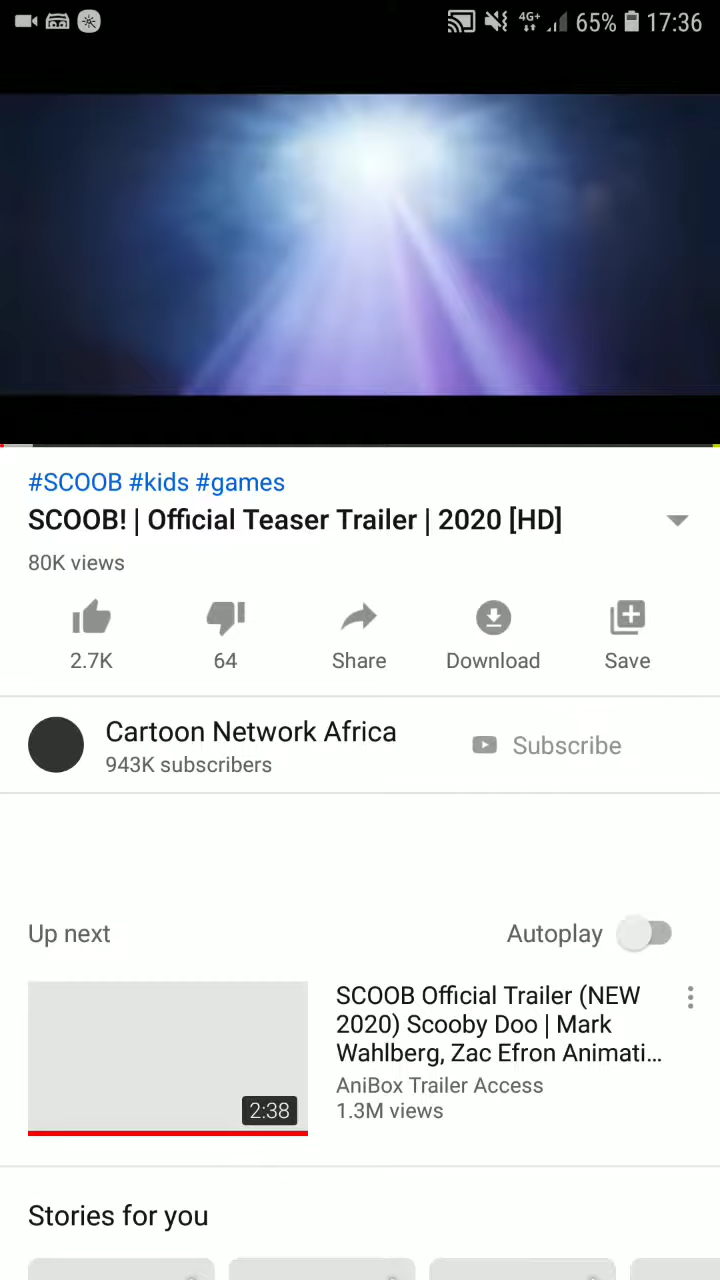 4G+ 65% 17:36
#SCOOB #kids #games
SCOOB! | Official Teaser Trailer | 2020 [HD]
80K views
2.7K 64 Share Download Save
Cartoon Network Africa
943K subscribers
Subscribe
Up next Autoplay
2:38
SCOOB Official Trailer (NEW
2020) Scooby Doo | Mark
Wahlberg, Zac Efron Animati...
AniBox Trailer Access
1.3M views
Stories for you